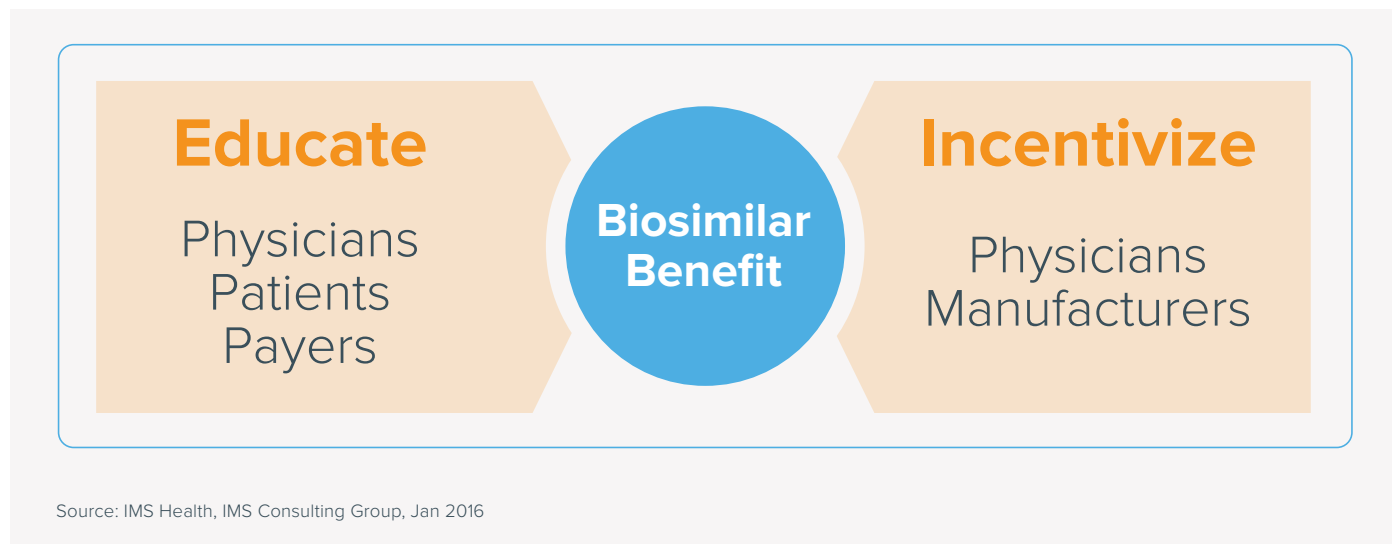 Educate
Physicians
Patients
Payers
Biosimilar
Benefit
Incentivize
Physicians
Manufacturers
Source: IMS Health, IMS Consulting Group, Jan 2016